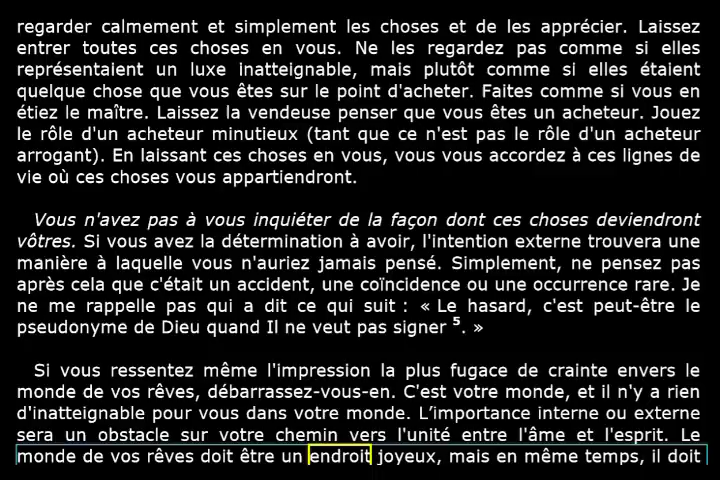 regarder calmement et simplement les choses et de les apprécier. Laissez
entrer toutes ces choses en vous. Ne les regardez pas comme si elles
représentaient un luxe inatteignable, mais plutôt comme si elles étaient
quelque chose que vous êtes sur le point d'acheter. Faites comme si vous en
étiez le maître. Laissez la vendeuse penser que vous êtes un acheteur. Jouez
le rôle d'un acheteur minutieux (tant que ce n'est pas le rôle d'un acheteur
arrogant). En laissant ces choses en vous, vous vous accordez à ces lignes de
vie où ces choses vous appartiendront.
Vous n'avez pas à vous inquiéter de la façon dont ces choses deviendront
vôtres. Si vous avez la détermination à avoir, l'intention externe trouvera une
manière à laquelle vous n'auriez jamais pensé. Simplement, ne pensez pas
après cela que c'était un accident, une coïncidence ou une occurrence rare. Je
ne me rappelle pas qui a dit ce qui suit : « Le hasard, c'est peut-être le
pseudonyme de Dieu quand Il ne veut pas signer 5. »
Si vous ressentez même l'impression la plus fugace de crainte envers le
monde de vos rêves, débarrassez-vous-en. C'est votre monde, et il n'y a rien
d'inatteignable pour vous dans votre monde. L’importance interne ou externe
sera un obstacle sur votre chemin vers l'unité entre l'âme et l'esprit. Le
monde de vos rêves doit être un endroit joyeux, mais en même temps, il doit